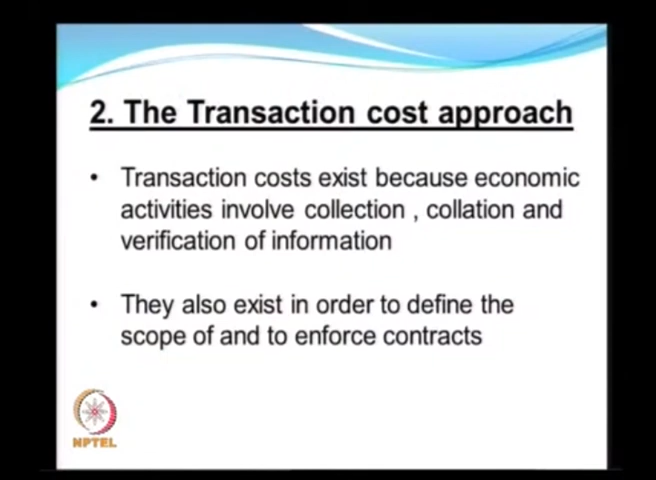 2. The Transaction cost approach
• Transaction costs exist because economic
activities involve collection , collation and
verification of information
• They also exist in order to define the
scope of and to enforce contracts
NPTEL